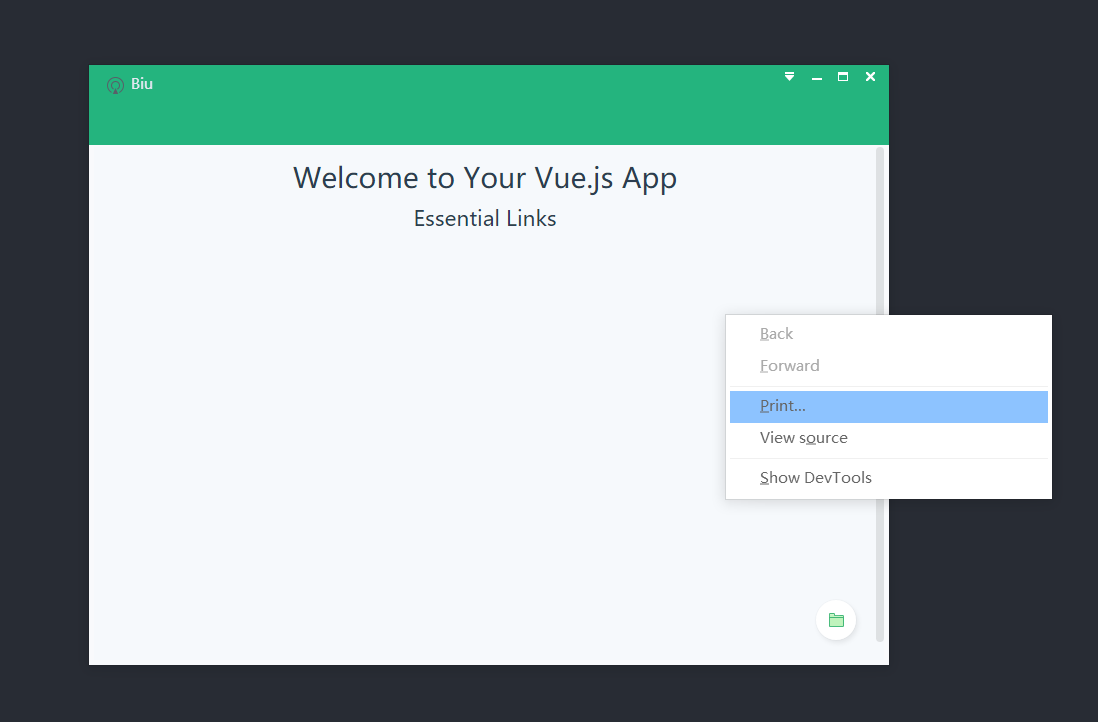 Biu
Welcome to Your Vue.js App
Essential Links
Back
Forward
Print...
View source
Show DevTools